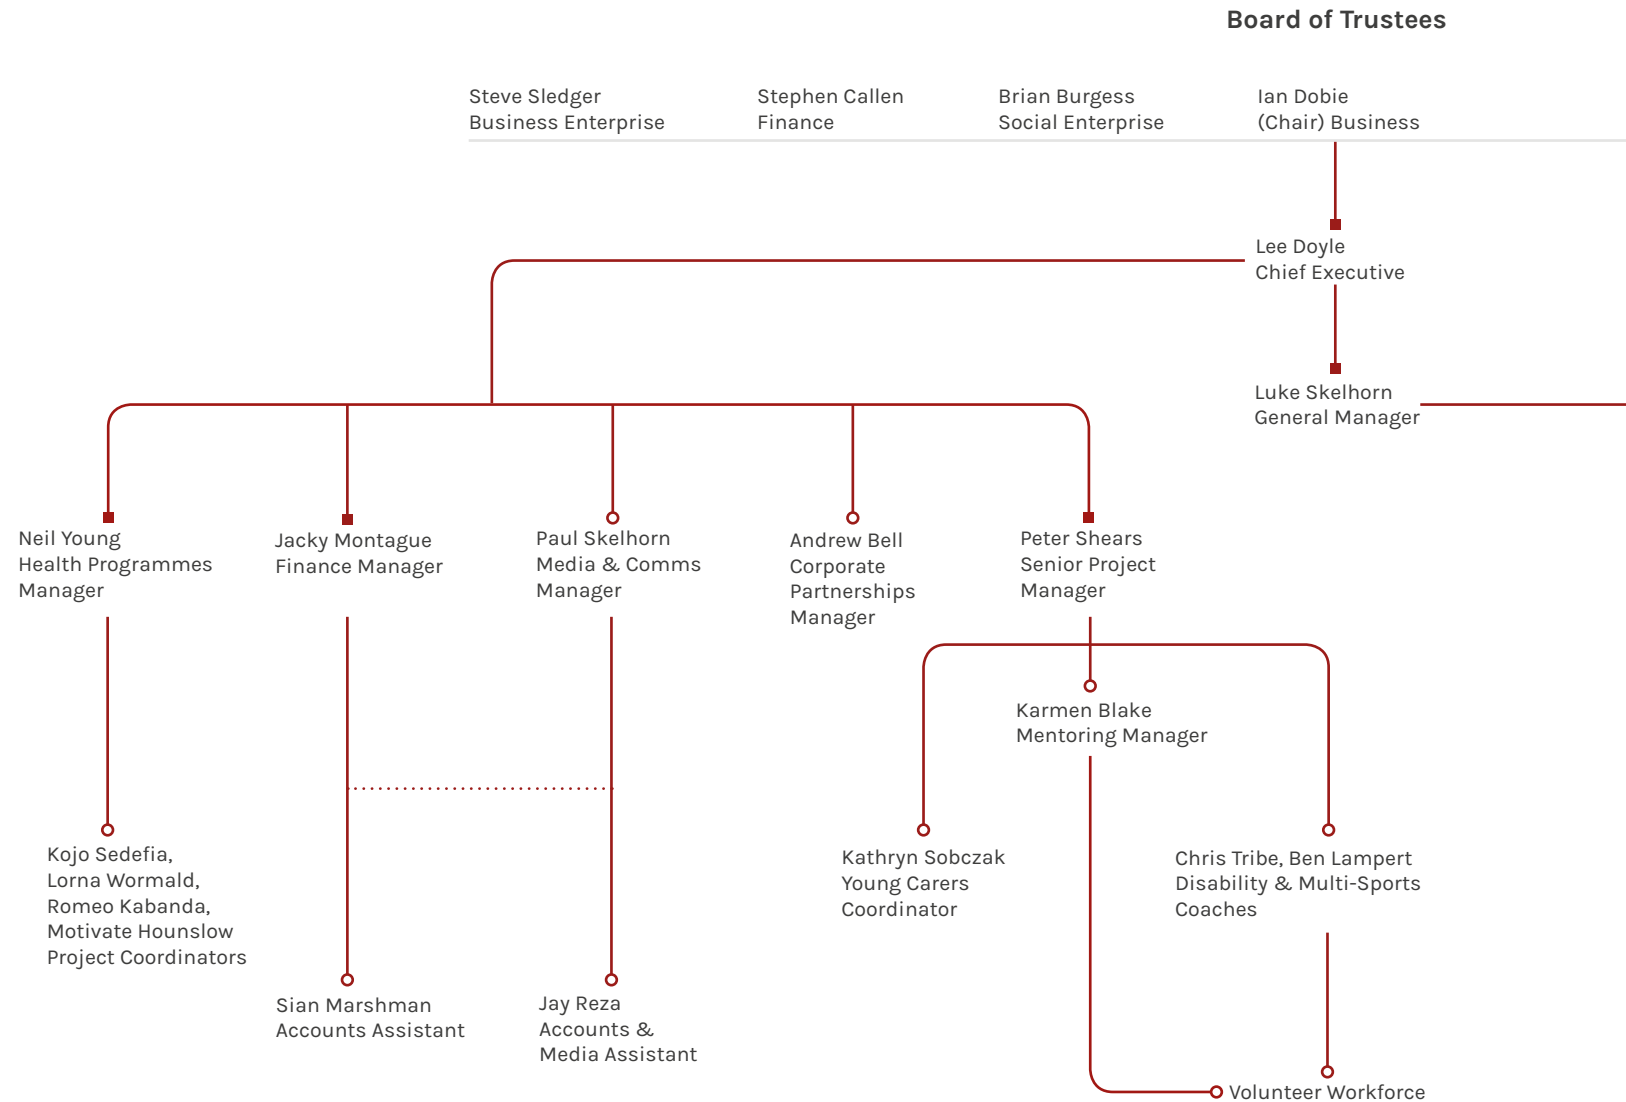 Board of Trustees
Steve Sledger
Business Enterprise
Stephen Callen
Finance
Brian Burgess
Social Enterprise
Ian Dobie
(Chair) Business
Lee Doyle
Chief Executive
Luke Skelhorn
General Manager
Neil Young
Health Programmes
Manager
Jacky Montague
Finance Manager
Paul Skelhorn
Media & Comms
Manager
Andrew Bell
Corporate
Partnerships
Manager
Peter Shears
Senior Project
Manager
Karmen Blake
Mentoring Manager
Kojo Sedefia,
Lorna Wormald,
Romeo Kabanda,
Motivate Hounslow
Project Coordinators
Kathryn Sobczak
Young Carers
Coordinator
Chris Tribe, Ben Lampert
Disability & Multi-Sports
Coaches
Sian Marshman
Accounts Assistant
Jay Reza
Accounts &
Media Assistant
Volunteer Workforce